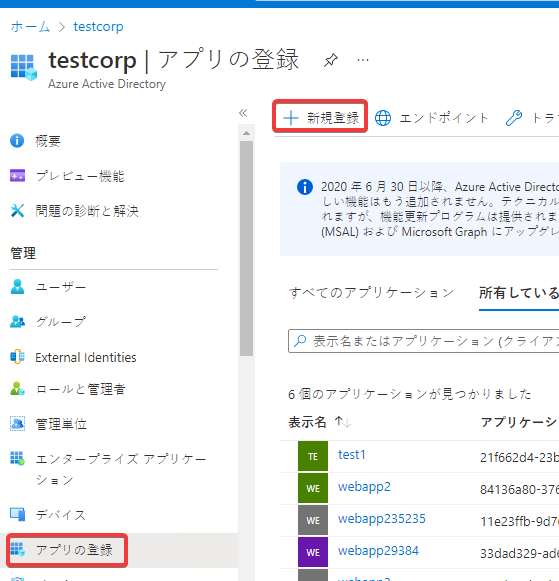 ホーム > testcorp
testcorp | アプリの登録
Azure Active Directory
概要
プレビュー機能
問題の診断と解決
管理
ユーザー
グループ
External Identities
ロールと管理者
管理単位
エンタープライズ アプリケー
ション
デバイス
アプリの登録
新規登録 エンドポイント トラ
2020 年 6 月 30 日以降、Azure Active Direct
しい機能はもう追加されません。テクニカル
れますが、機能更新プログラムは提供されま
(MSAL) および Microsoft Graph にアップグレ
すべてのアプリケーション 所有している
表示名またはアプリケーション (クライアン
6 個のアプリケーションが見つかりました
表示名 アプリケーシ
TE test1 21f662d4-23b
WE webapp2 84136a80-376
WE webapp235235 11e23ffb-9d7
WE webapp29384 33dad329-ad